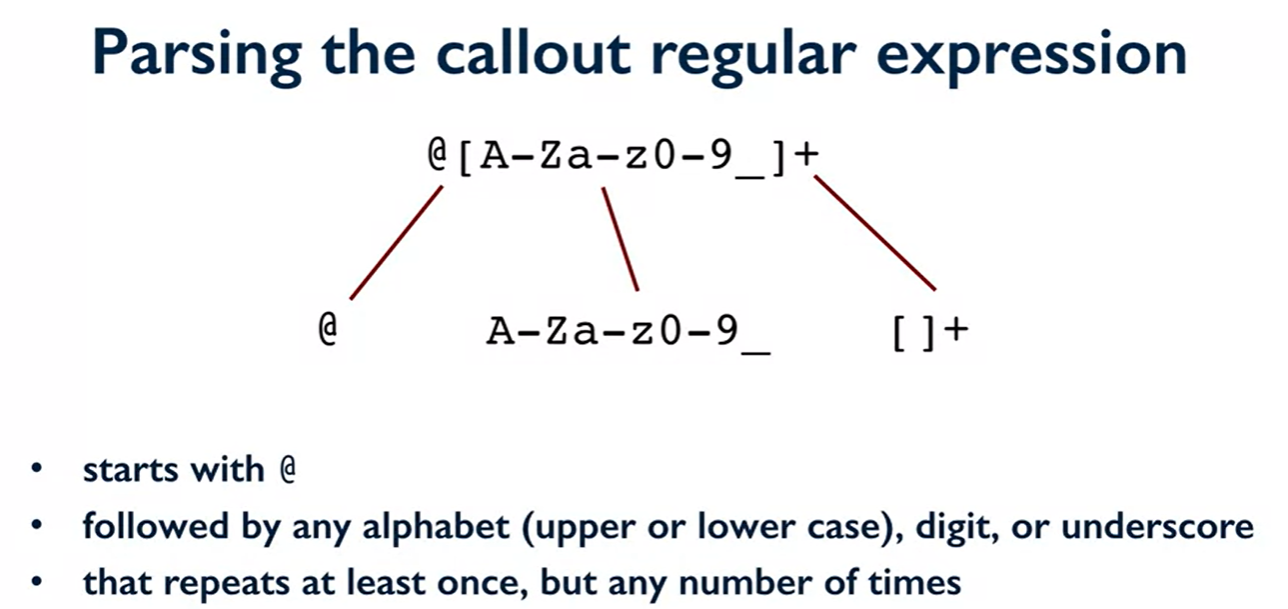 Parsing the callout regular expression
@[A-Za-z0-9_]+
@ A-Za-z0-9_ []+
• starts with @
• followed by any alphabet (upper or lower case), digit, or underscore
• that repeats at least once, but any number of times